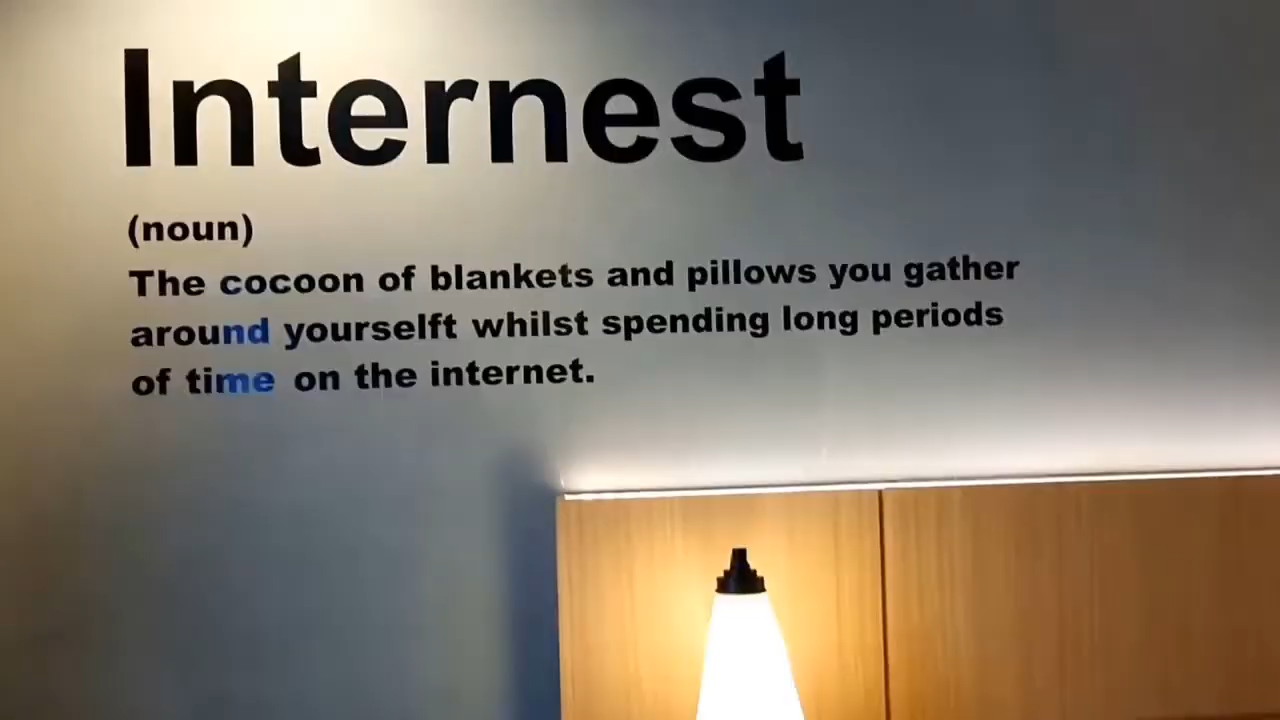 Internest
(noun)
The cocoon of blankets and pillows you gather
around yourselft whilst spending long periods
of time on the internet.